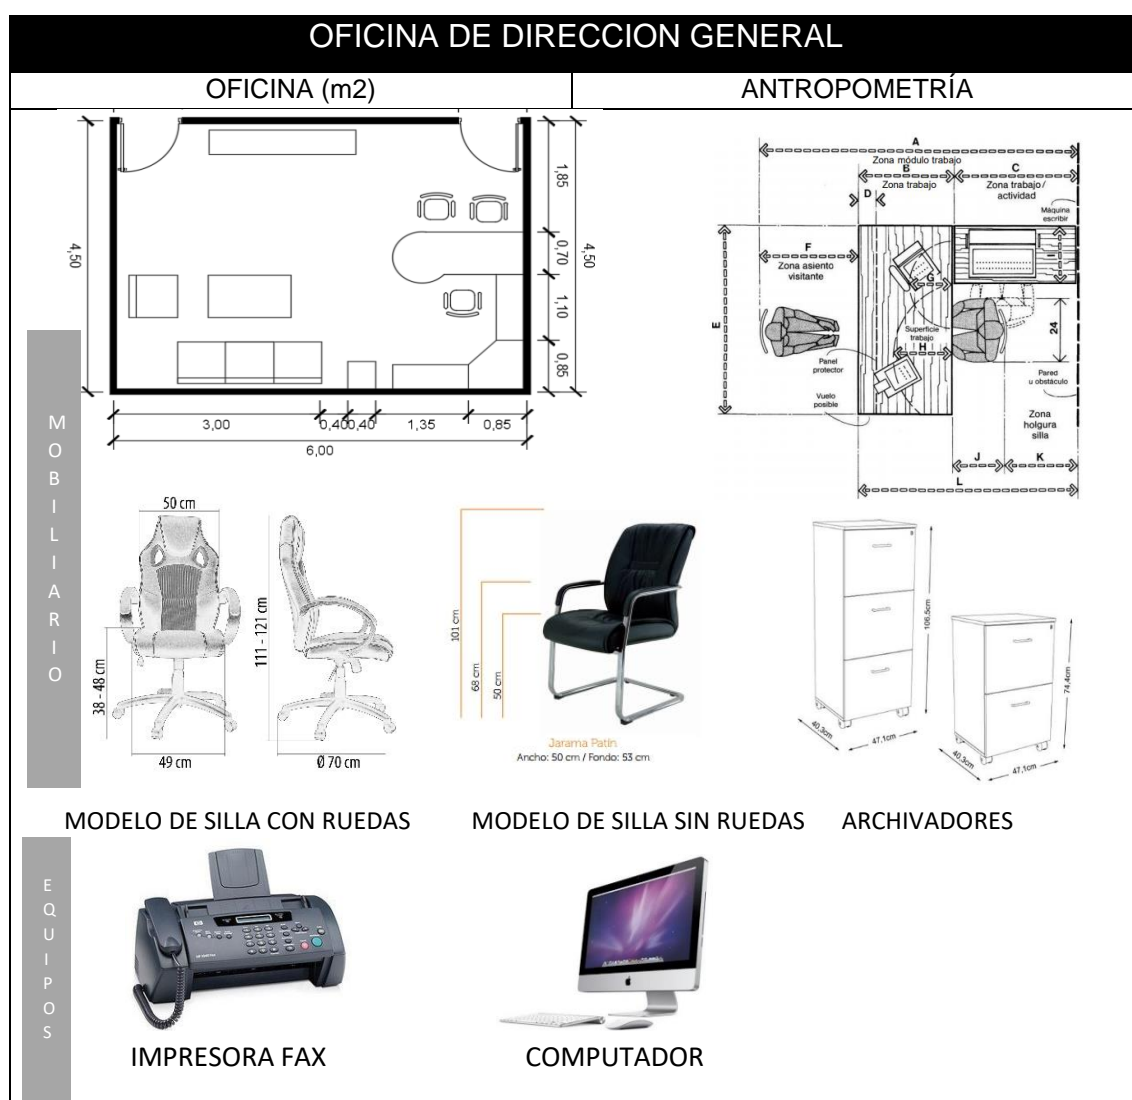 OFICINA DE DIRECCION GENERAL
OFICINA (m2)
ANTROPOMETRÍA
4,50
1,85
0,70
1,10
0,85
4,50
3,00
0,40
0,40
1,35
0,85
6,00
A
Zona módulo trabajo
B
C
Zona trabajo
Zona trabajo/
actividad
D
Máquina
escribir
F
Zona asiento
visitante
G
I
E
Superficie
trabajo
H
24
Panel
protector
Pared
u obstáculo
Vuelo
posible
Zona
holgura
silla
J
K
L
MOBILIARIO
50 cm
111 - 121 cm
38 - 48 cm
49 cm
Ø 70 cm
101 cm
68 cm
50 cm
Jarama Patín
Ancho: 50 cm / Fondo: 53 cm
106,5cm
40,3cm
47,1cm
74,4cm
40,3cm
47,1cm
MODELO DE SILLA CON RUEDAS
MODELO DE SILLA SIN RUEDAS
ARCHIVADORES
EQUIPOS
IMPRESORA FAX
COMPUTADOR